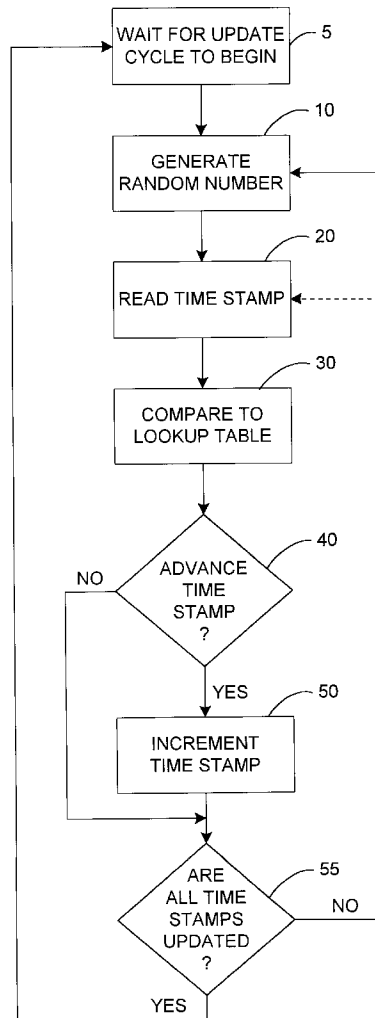 WAIT FOR UPDATE
CYCLE TO BEGIN
5
10
GENERATE
RANDOM NUMBER
20
READ TIME STAMP
30
COMPARE TO
LOOKUP TABLE
40
NO
ADVANCE
TIME
STAMP
?
YES
50
INCREMENT
TIME STAMP
55
ARE
ALL TIME
STAMPS
UPDATED
?
NO
YES